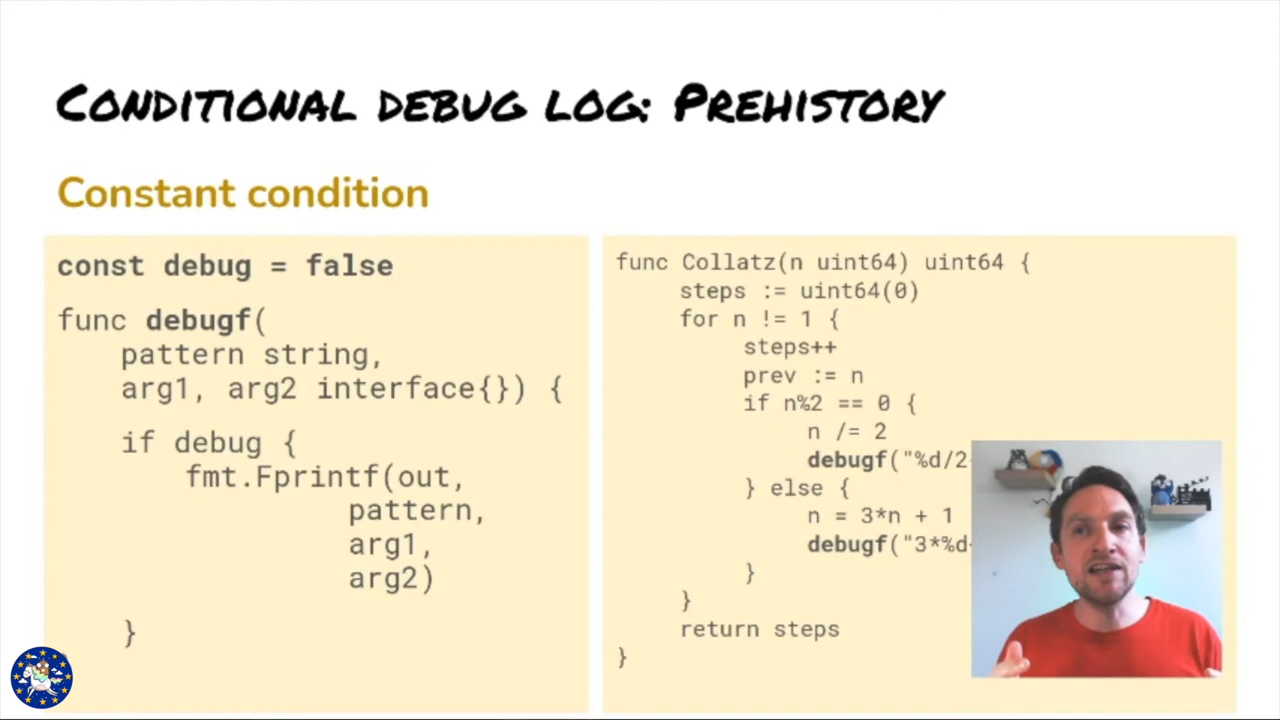 CONDITIONAL DEBUG LOG: PREHISTORY
Constant condition
const debug = false
func debugf(
pattern string,
arg1, arg2 interface{}) {
if debug {
fmt.Fprintf(out,
pattern,
arg1,
arg2)
}
func Collatz(n uint64) uint64 {
steps := uint64(0)
for n != 1 {
steps++
prev := n
if n%2 == 0 {
n /= 2
debugf("%d/2
} else {
n = 3*n + 1
debugf("3*%d
}
}
return steps
}